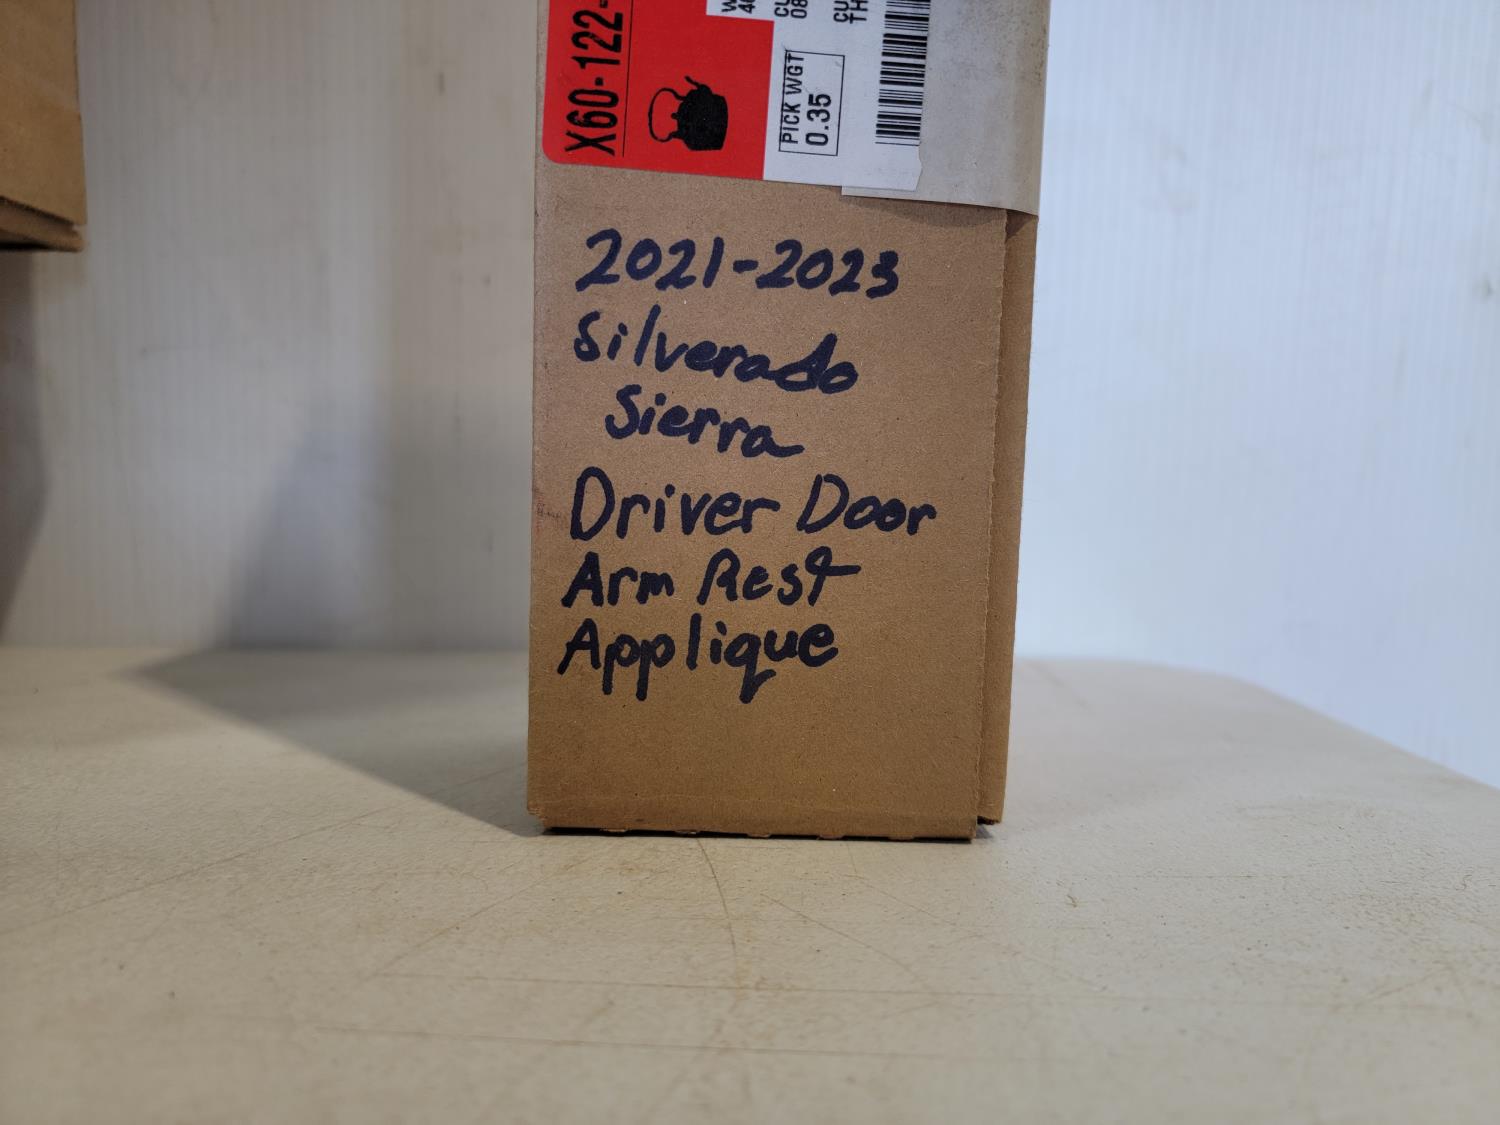 X60-122-
PICK WGT
0.35
2021-2023
Silverado
Sierra
Driver Door
Arm Rest
Applique